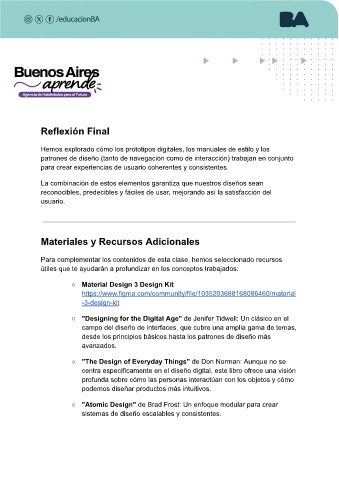 /educacionBA
BA
Buenos Aires
aprende
Agencia de Habilidades para el Futuro
Reflexión Final
Hemos explorado cómo los prototipos digitales, los manuales de estilo y los
patrones de diseño (tanto de navegación como de interacción) trabajan en conjunto
para crear experiencias de usuario coherentes y consistentes.
La combinación de estos elementos garantiza que nuestros diseños sean
reconocibles, predecibles y fáciles de usar, mejorando así la satisfacción del
usuario.
Materiales y Recursos Adicionales
Para complementar los contenidos de esta clase, hemos seleccionado recursos
útiles que te ayudarán a profundizar en los conceptos trabajados:
○ Material Design 3 Design Kit
https://www.figma.com/community/file/1035203688168086460/material
-3-design-kit
○ "Designing for the Digital Age" de Jenifer Tidwell: Un clásico en el
campo del diseño de interfaces, que cubre una amplia gama de temas,
desde los principios básicos hasta los patrones de diseño más
avanzados.
○ "The Design of Everyday Things" de Don Norman: Aunque no se
centra específicamente en el diseño digital, este libro ofrece una visión
profunda sobre cómo las personas interactúan con los objetos y cómo
podemos diseñar productos más intuitivos.
○ "Atomic Design" de Brad Frost: Un enfoque modular para crear
sistemas de diseño escalables y consistentes.